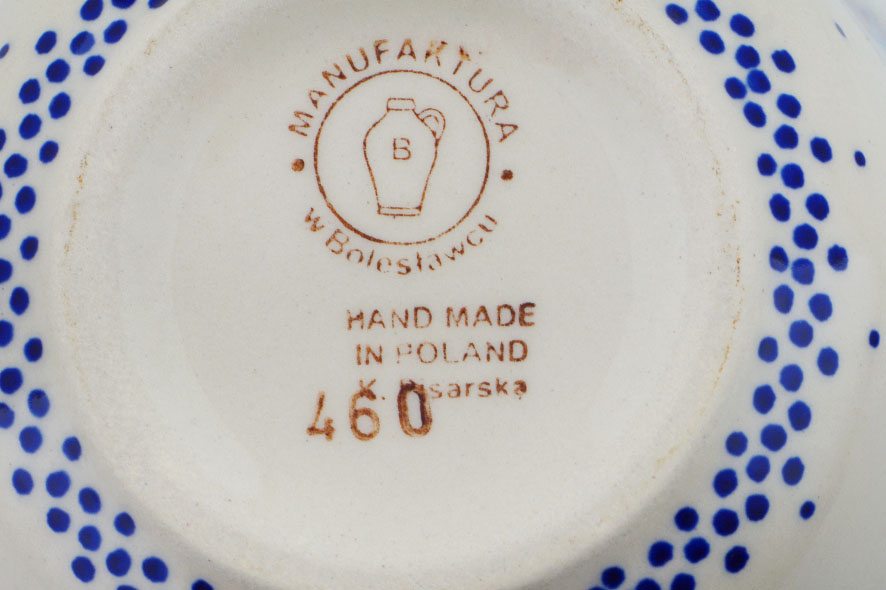 MANUFAKTURA
w Bolesławcu
B
HAND MADE
IN POLAND
K. Pisarska
460